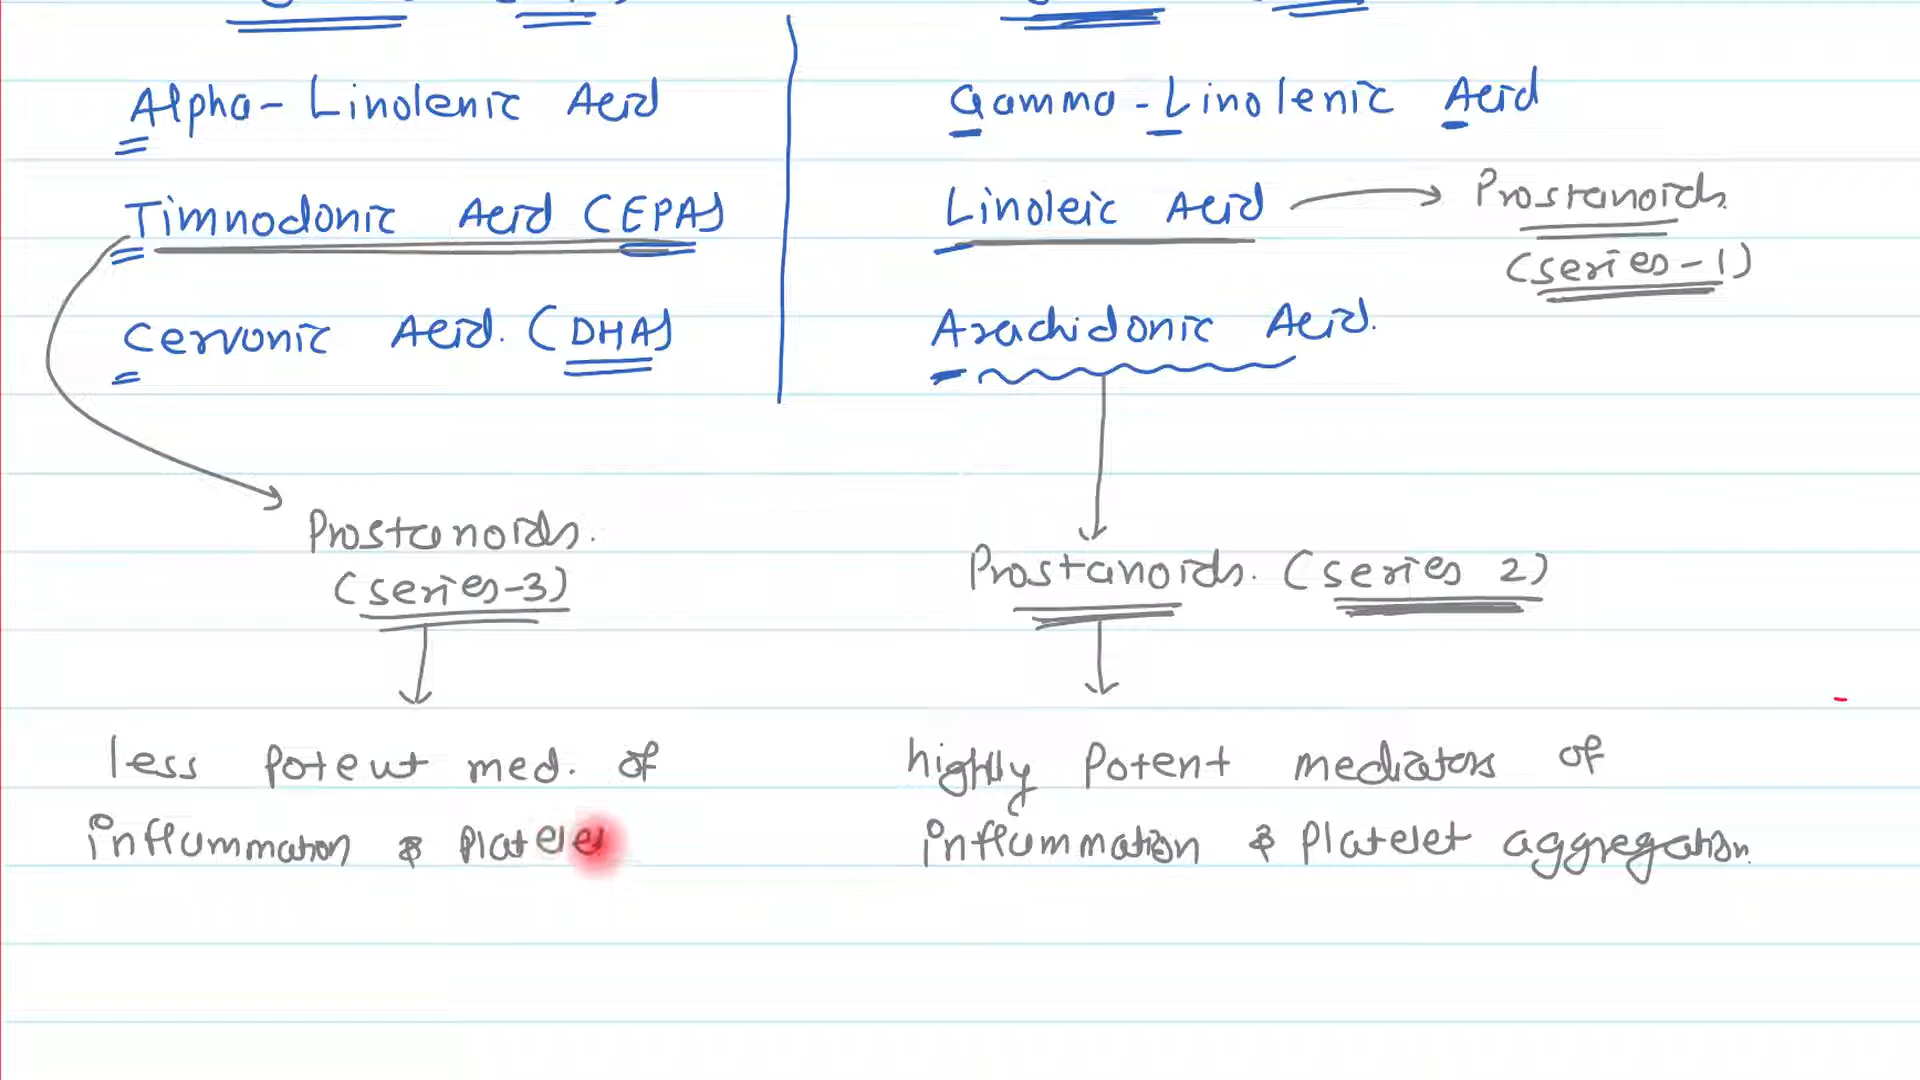 Alpha-Linolenic Acid
Timnodonic Acid (EPA)
Cervonic Acid. (DHA)
Gamma-Linolenic Acid
Linoleic Acid → Prostanoids
(series-1)
Arachidonic Acid.
Prostanoids.
(series-3)
Prostanoids. (series 2)
less Potent med. of
inflammation & Platele
highly Potent mediators of
inflammation & Platelet aggregation.